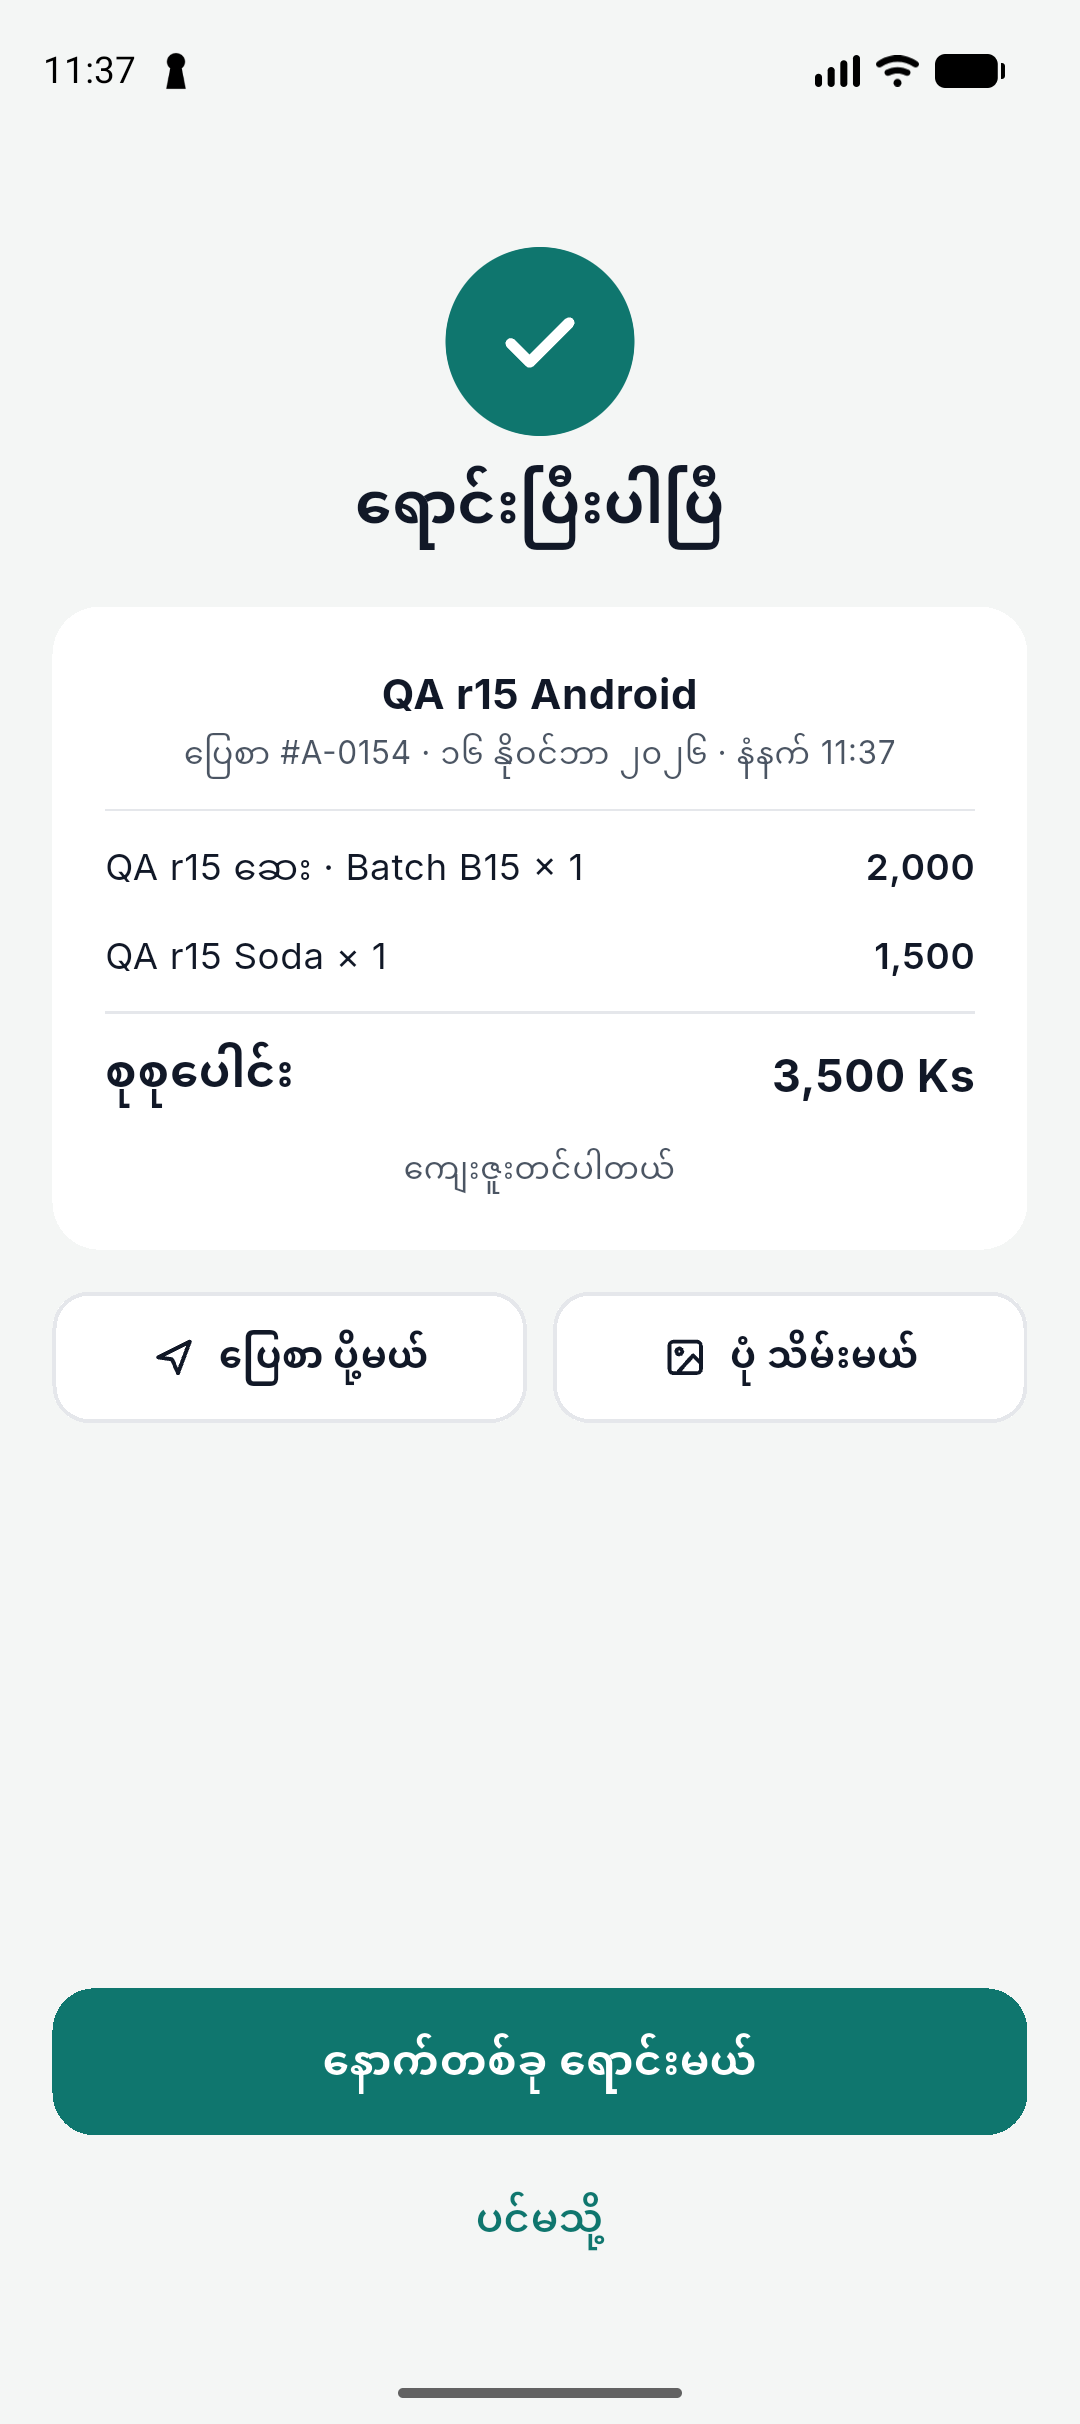 11:37
ရောင်းပြီးပါပြီ
QA r15 Android
ပြေစာ #A-0154 · ၁၆ နိုဝင်ဘာ ၂၀၂၆ · နံနက် 11:37
QA r15 ဆေး · Batch B15 × 1 2,000
QA r15 Soda × 1 1,500
စုစုပေါင်း 3,500 Ks
ကျေးဇူးတင်ပါတယ်
ပြေစာ ပို့မယ် ပုံ သိမ်းမယ်
နောက်တစ်ခု ရောင်းမယ်
ပင်မသို့